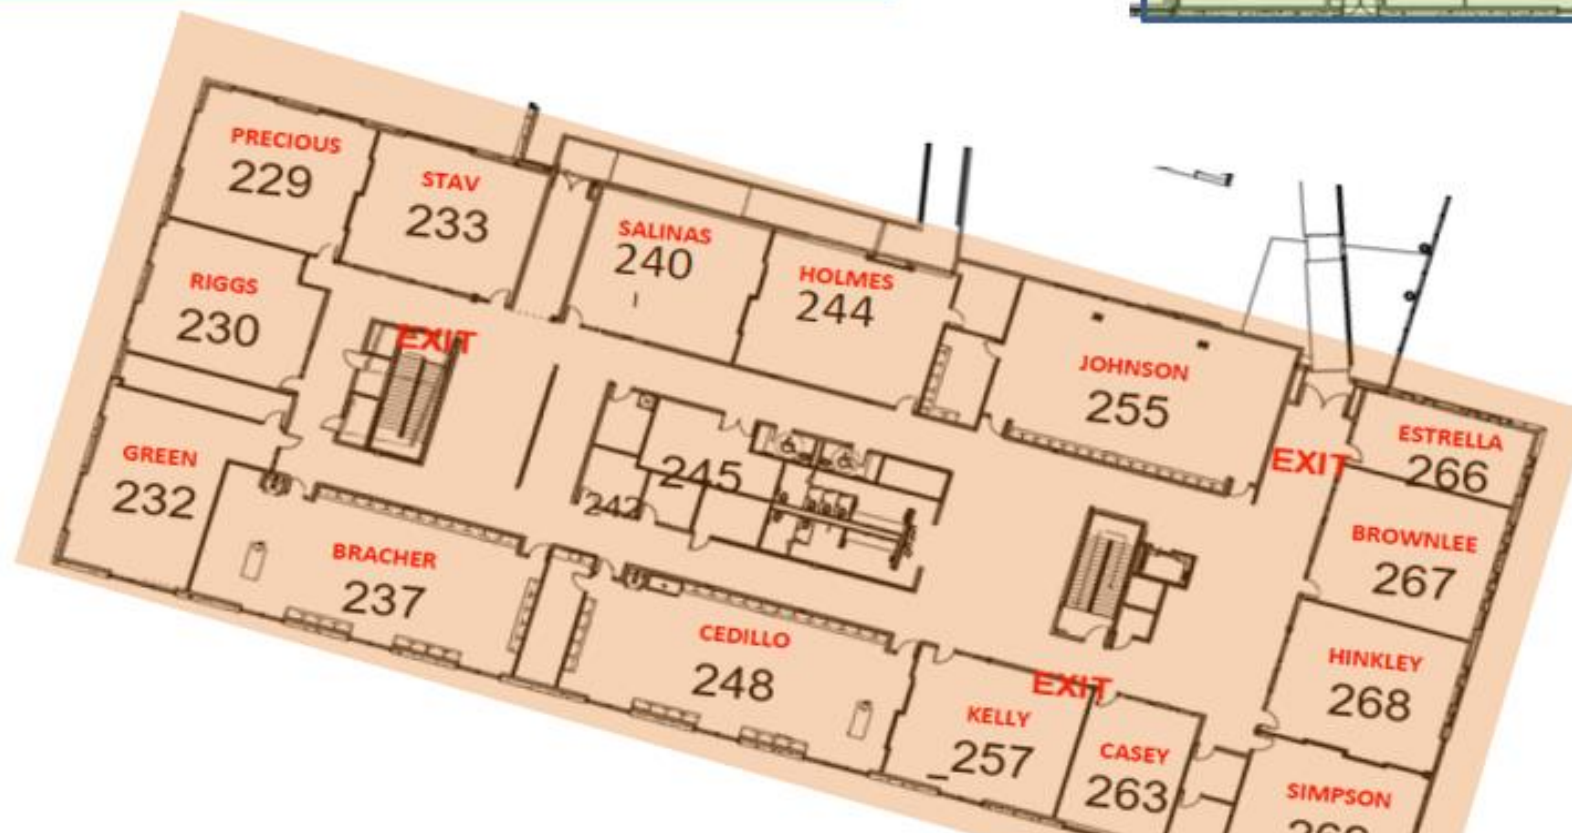 PRECIOUS
229
STAV
233
SALINAS
240
HOLMES
244
RIGGS
230
EXIT
JOHNSON
255
GREEN
232
245
242
ESTRELLA
266
EXIT
BRACHER
237
BROWNLEE
267
CEDILLO
248
HINKLEY
268
EXIT
KELLY
257
CASEY
263
SIMPSON